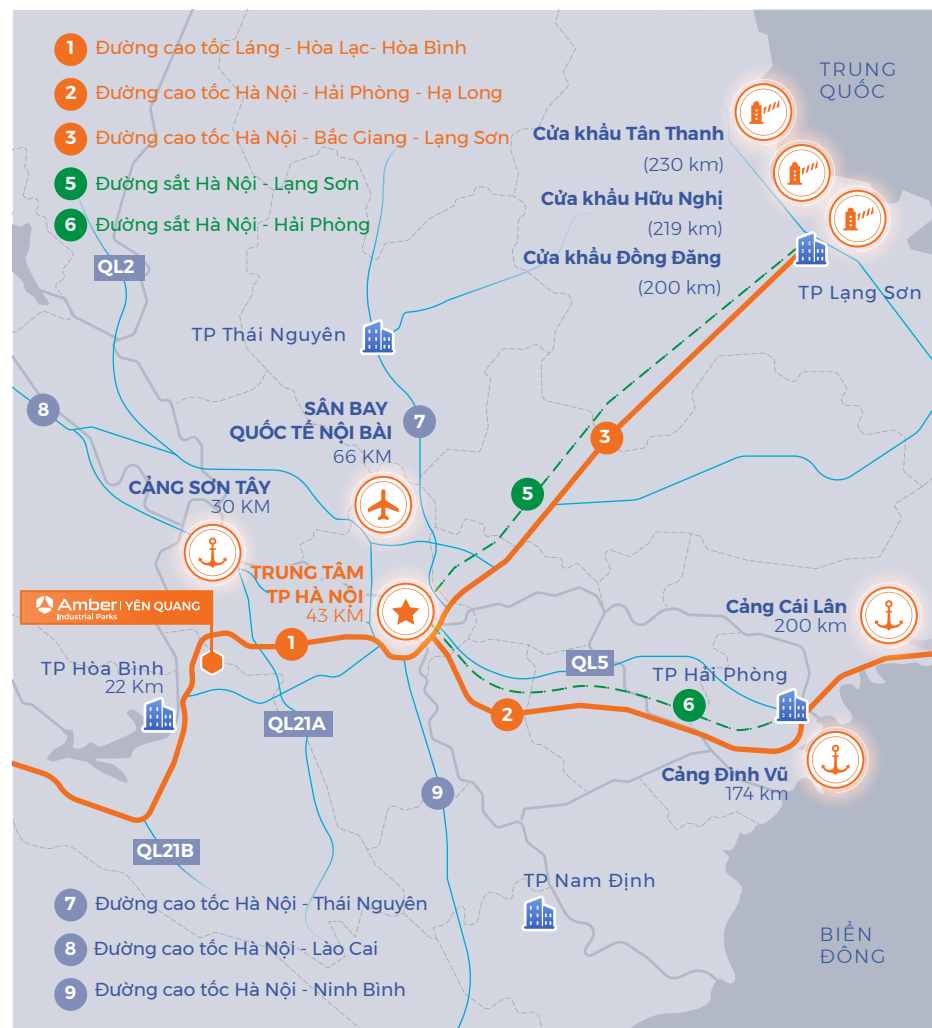 1 Đường cao tốc Láng - Hòa Lạc- Hòa Bình
2 Đường cao tốc Hà Nội - Hải Phòng - Hạ Long
3 Đường cao tốc Hà Nội - Bắc Giang - Lạng Sơn
5 Đường sắt Hà Nội - Lạng Sơn
6 Đường sắt Hà Nội - Hải Phòng
TRUNG
QUỐC
Cửa khẩu Tân Thanh
(230 km)
Cửa khẩu Hữu Nghị
(219 km)
Cửa khẩu Đồng Đăng
(200 km)
TP Lạng Sơn
QL2
TP Thái Nguyên
8
SÂN BAY
QUỐC TẾ NỘI BÀI
66 KM
7
3
5
CẢNG SƠN TÂY
30 KM
TRUNG TÂM
TP HÀ NỘI
43 KM
Amber | YÊN QUANG
Industrial Parks
1
Cảng Cái Lân
200 km
TP Hòa Bình
22 Km
QL5
TP Hải Phòng
6
2
QL21A
Cảng Đình Vũ
174 km
9
QL21B
TP Nam Định
7 Đường cao tốc Hà Nội - Thái Nguyên
8 Đường cao tốc Hà Nội - Lào Cai
9 Đường cao tốc Hà Nội - Ninh Bình
BIỂN
ĐÔNG